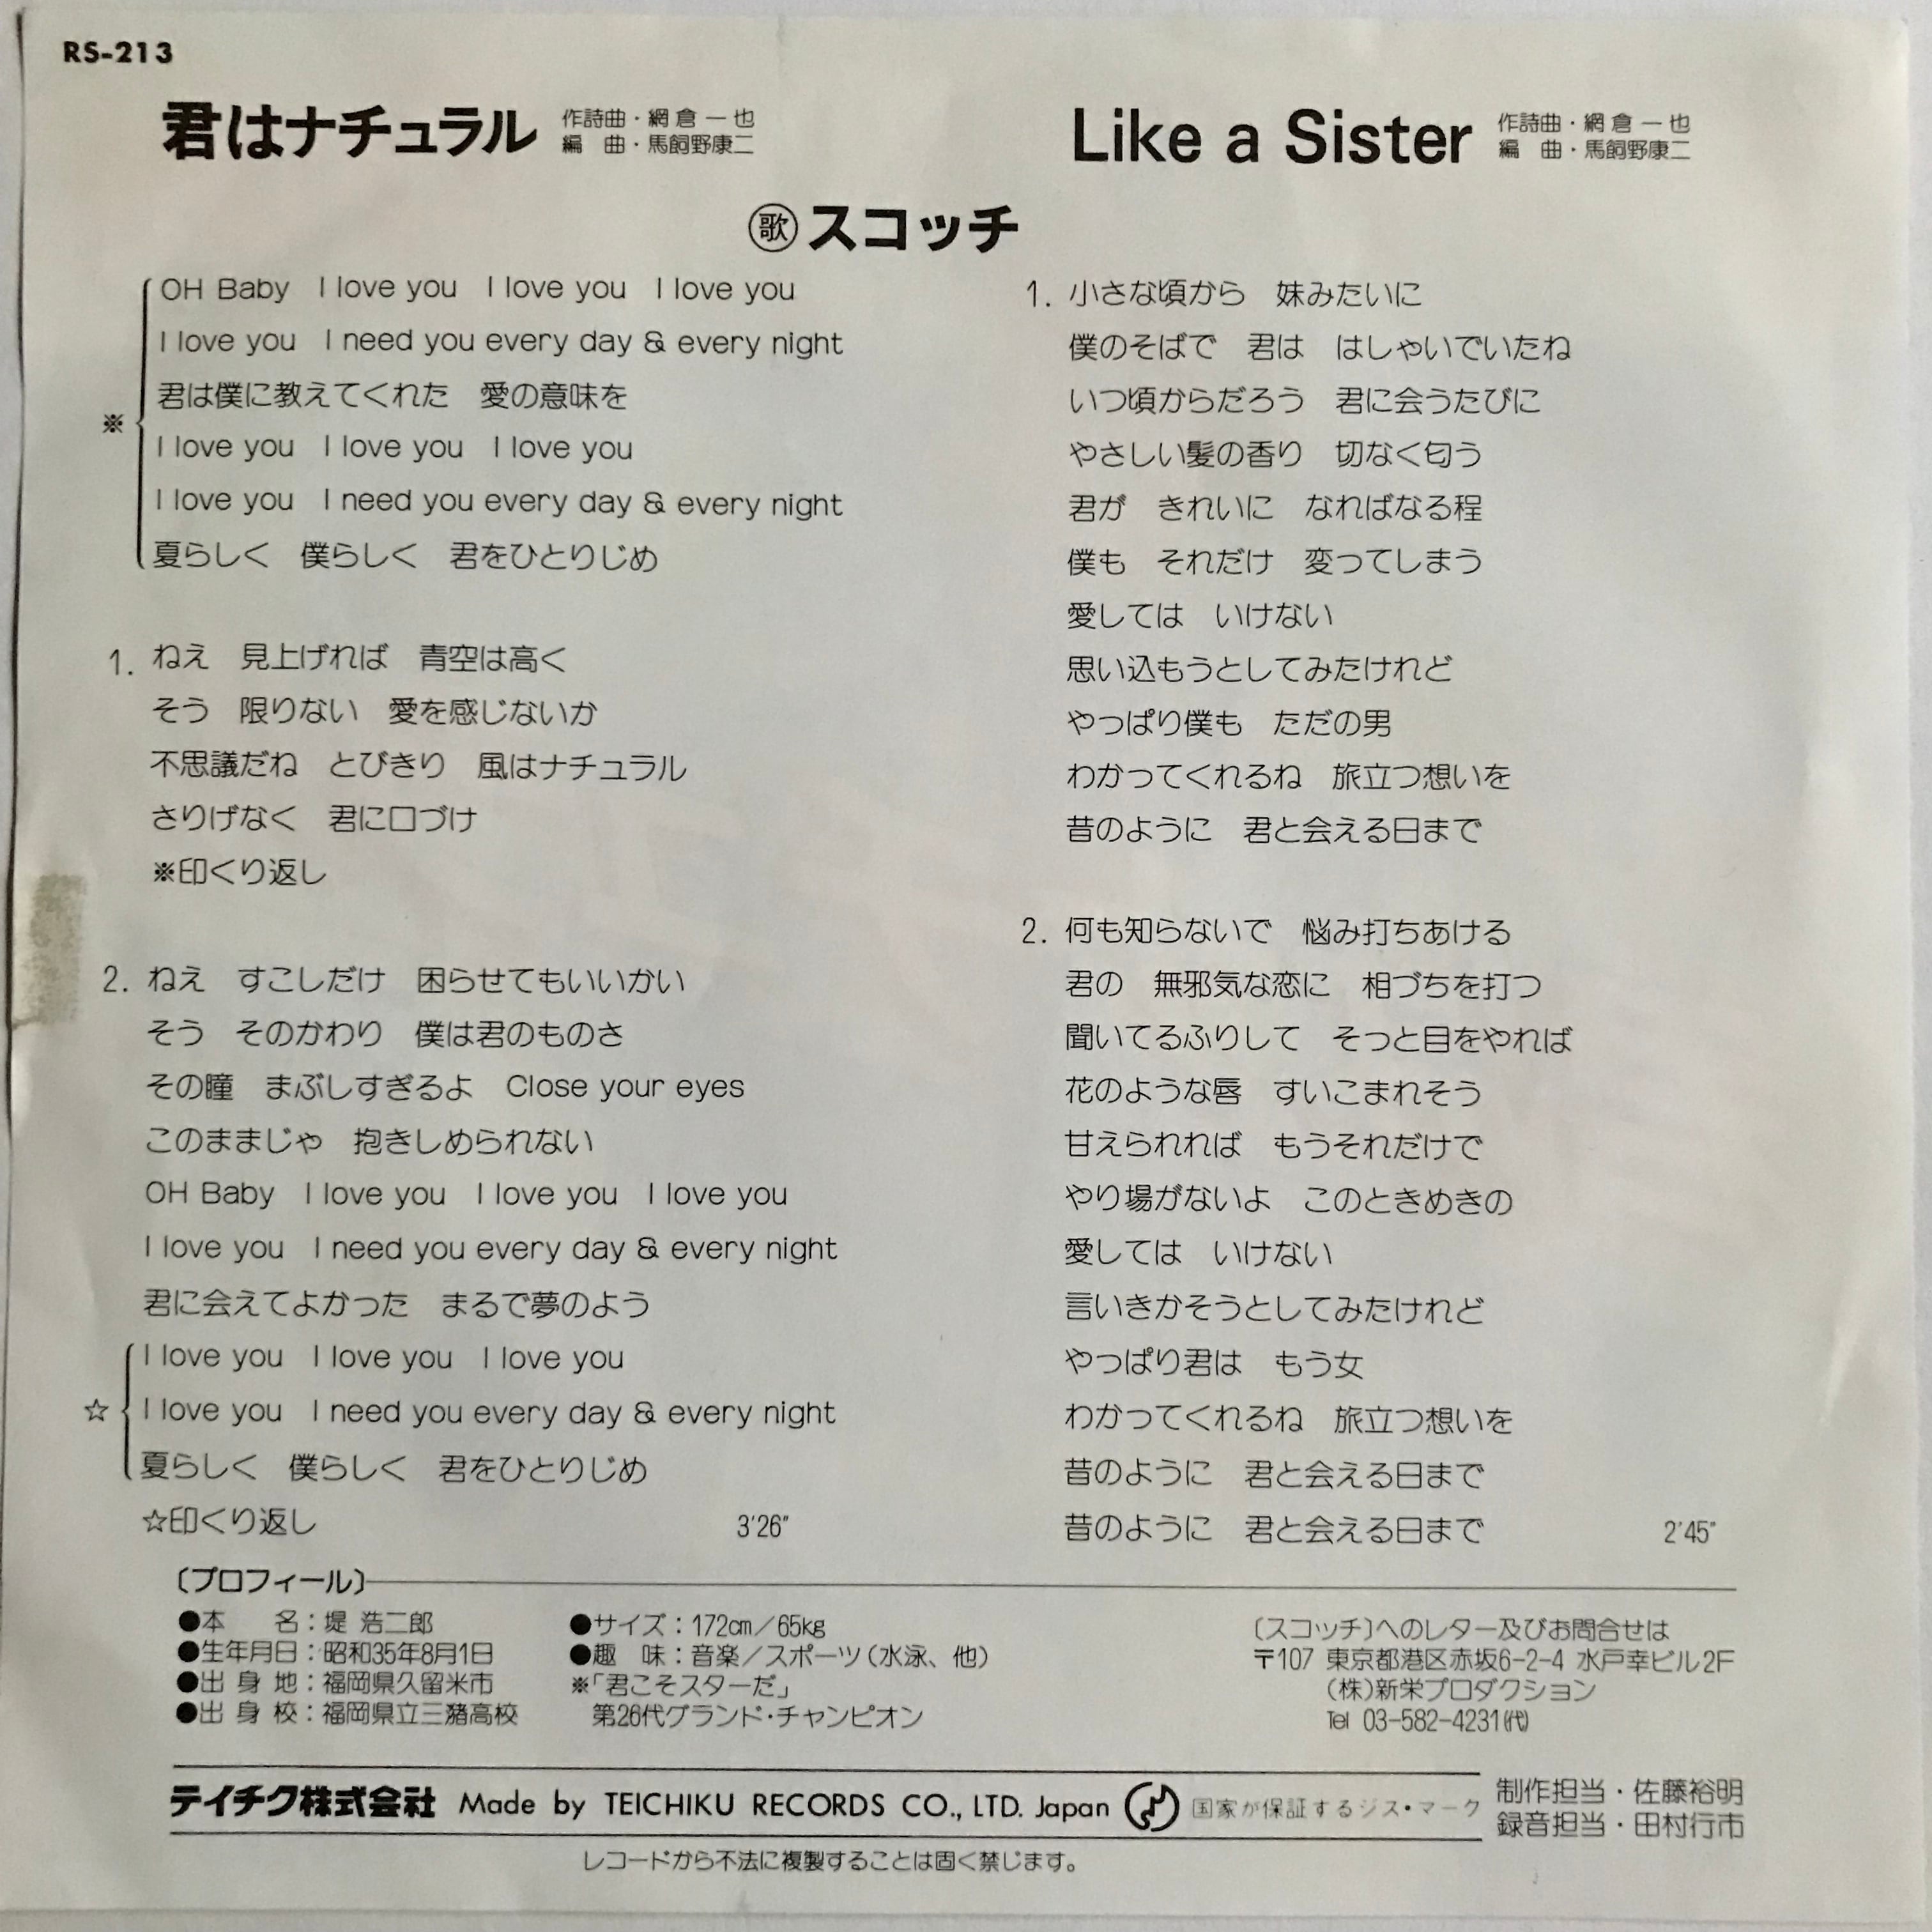 RS-213
君はナチュラル
作詩曲・網倉一也
編　曲・馬飼野康二
Like a Sister
作詩曲・網倉一也
編　曲・馬飼野康二
㊿歌 スコッチ
※
OH Baby　I love you　I love you　I love you
I love you　I need you every day & every night
君は僕に教えてくれた　愛の意味を
I love you　I love you　I love you
I love you　I need you every day & every night
夏らしく　僕らしく　君をひとりじめ
1. ねえ　見上げれば　青空は高く
そう　限りない　愛を感じないか
不思議だね　とびきり　風はナチュラル
さりげなく　君に口づけ
※印くり返し
2. ねえ　すこしだけ　困らせてもいいかい
そう　そのかわり　僕は君のものさ
その瞳　まぶしすぎるよ　Close your eyes
このままじゃ　抱きしめられない
OH Baby　I love you　I love you　I love you
I love you　I need you every day & every night
君に会えてよかった　まるで夢のよう
I love you　I love you　I love you
☆ I love you　I need you every day & every night
夏らしく　僕らしく　君をひとりじめ
☆印くり返し　3'26"
1. 小さな頃から　妹みたいに
僕のそばで　君は　はしゃいでいたね
いつ頃からだろう　君に会うたびに
やさしい髪の香り　切なく匂う
君が　きれいに　なればなる程
僕も　それだけ　変ってしまう
愛しては　いけない
思い込もうとしてみたけれど
やっぱり僕も　ただの男
わかってくれるね　旅立つ想いを
昔のように　君と会える日まで
2. 何も知らないで　悩み打ちあける
君の　無邪気な恋に　相づちを打つ
聞いてるふりして　そっと目をやれば
花のような唇　すいこまれそう
甘えられれば　もうそれだけで
やり場がないよ　このときめきの
愛しては　いけない
言いきかそうとしてみたけれど
やっぱり君は　もう女
わかってくれるね　旅立つ想いを
昔のように　君と会える日まで
昔のように　君と会える日まで　2'45"
〔プロフィール〕
●本　　名：堤 浩二郎
●生年月日：昭和35年8月1日
●出 身 地：福岡県久留米市
●出 身 校：福岡県立三潴高校
●サイズ：172cm／65kg
●趣　味：音楽／スポーツ（水泳、他）
※「君こそスターだ」
第26代グランド・チャンピオン
〔スコッチ〕へのレター及びお問合せは
〒107 東京都港区赤坂6-2-4 水戸幸ビル2F
（株）新栄プロダクション
Tel 03-582-4231㈹
テイチク株式会社 Made by TEICHIKU RECORDS CO., LTD. Japan 国家が保証するジス・マーク
制作担当・佐藤裕明
録音担当・田村行市
レコードから不法に複製することは固く禁じます。